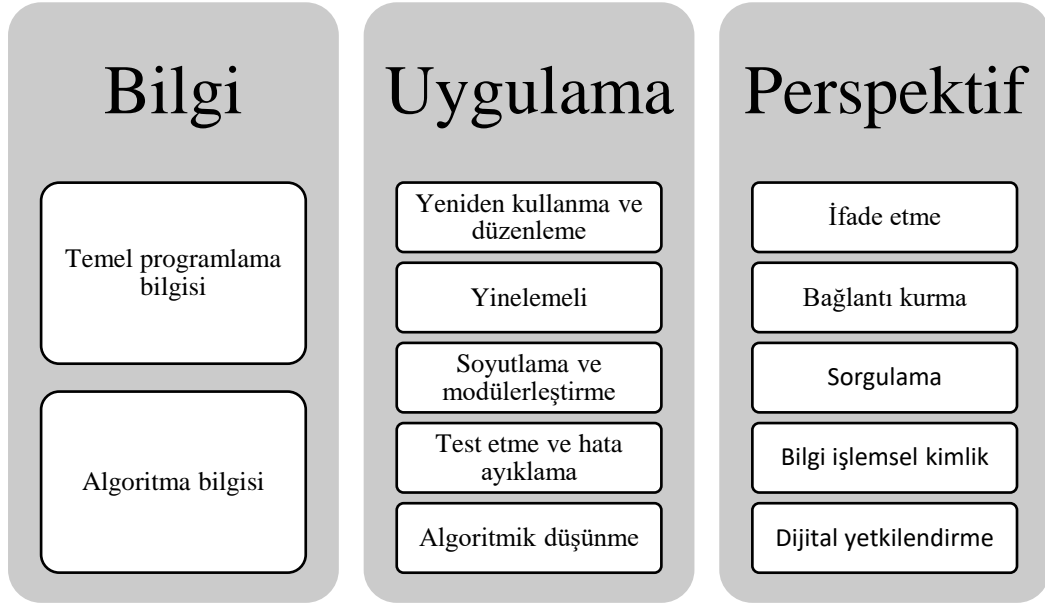 Bilgi
Temel programlama
bilgisi
Algoritma bilgisi
Uygulama
Yeniden kullanma ve
düzenleme
Yinelemeli
Soyutlama ve
modülerleştirme
Test etme ve hata
ayıklama
Algoritmik düşünme
Perspektif
İfade etme
Bağlantı kurma
Sorgulama
Bilgi işlemsel kimlik
Dijital yetkilendirme